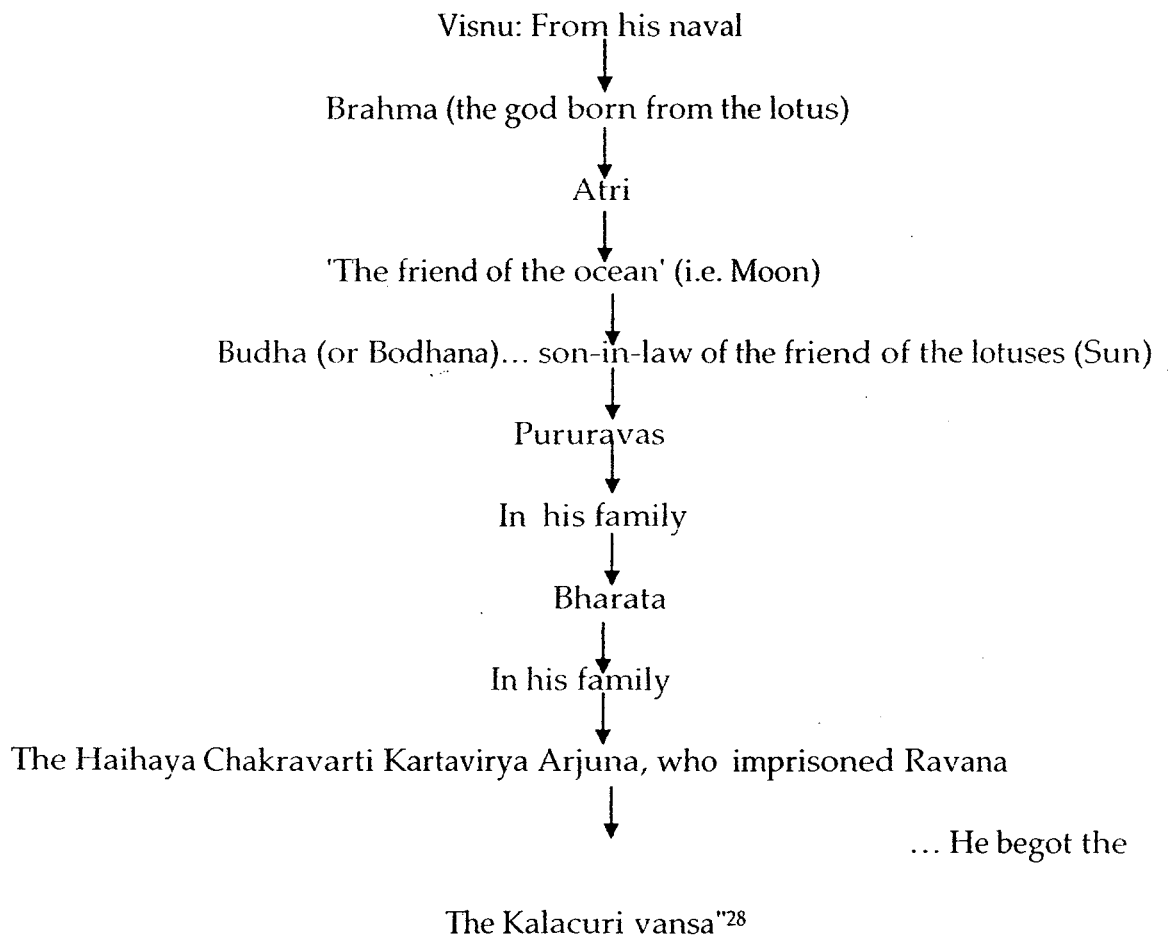 Visnu: From his naval
Brahma (the god born from the lotus)
Atri
'The friend of the ocean' (i.e. Moon)
Budha (or Bodhana)... son-in-law of the friend of the lotuses (Sun)
Pururavas
In his family
Bharata
In his family
The Haihaya Chakravarti Kartavirya Arjuna, who imprisoned Ravana
... He begot the
The Kalacuri vansa"28